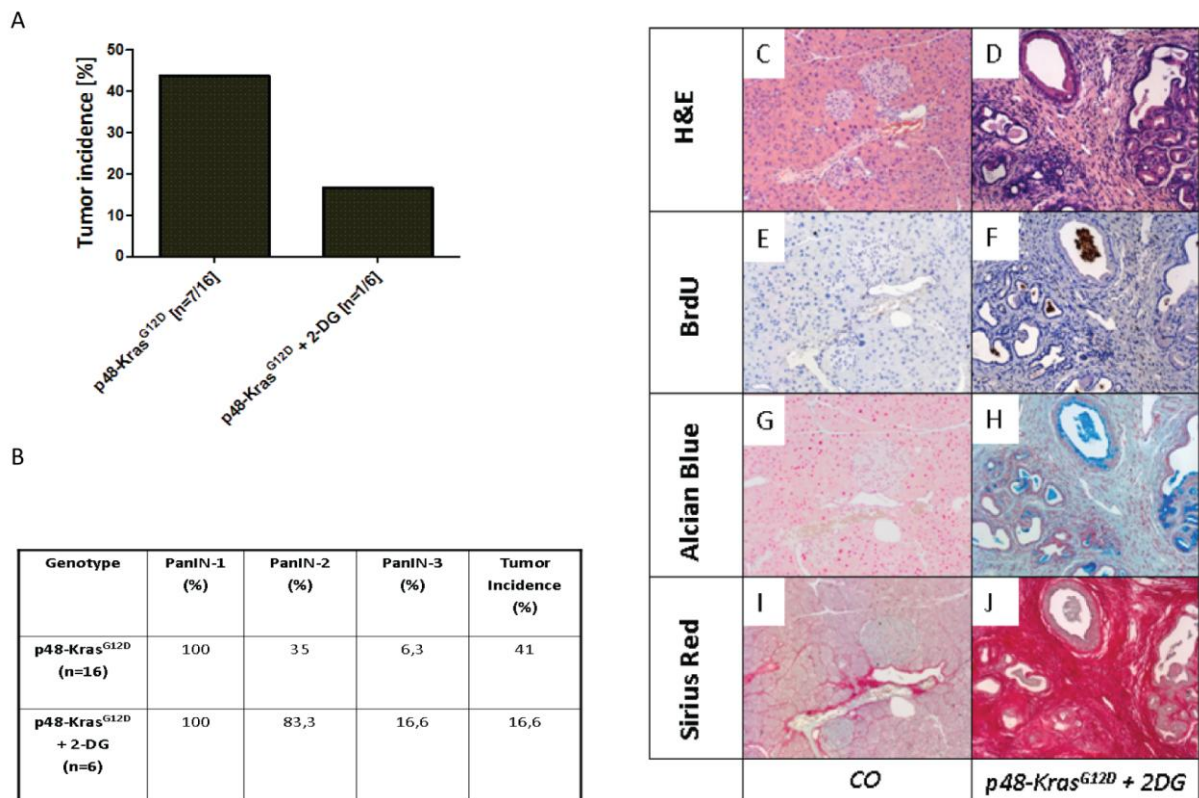 A
Tumor incidence [%]
50
40
30
20
10
0
p48-Kras^G12D [n=7/16]
p48-Kras^G12D + 2-DG [n=1/6]
B
Genotype PanIN-1 (%) PanIN-2 (%) PanIN-3 (%) Tumor Incidence (%)
p48-Kras^G12D (n=16) 100 35 6,3 41
p48-Kras^G12D + 2-DG (n=6) 100 83,3 16,6 16,6
H&E
C
D
BrdU
E
F
Alcian Blue
G
H
Sirius Red
I
J
CO
p48-Kras^G12D + 2DG